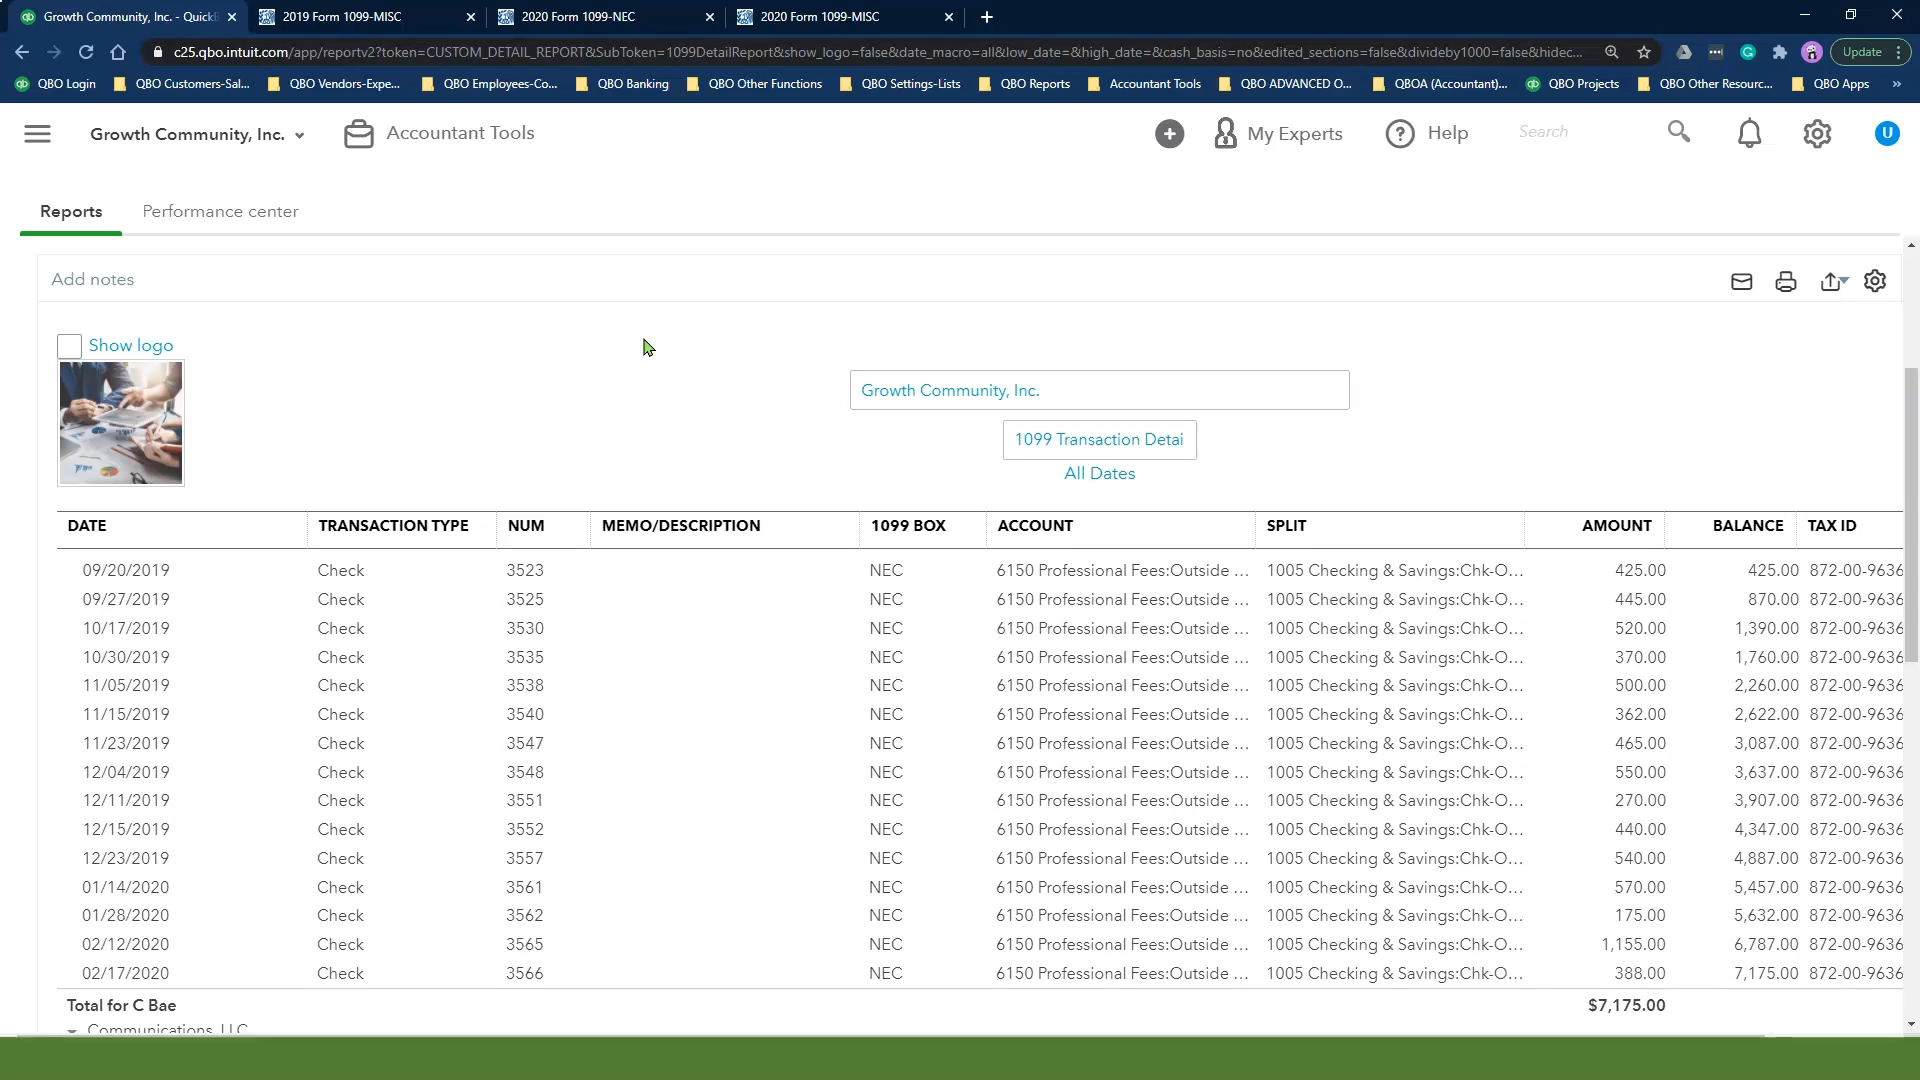 Growth Community, Inc. - QuickB
2019 Form 1099-MISC
2020 Form 1099-NEC
2020 Form 1099-MISC
c25.qbo.intuit.com/app/reportv2?token=CUSTOM_DETAIL_REPORT&SubToken=1099DetailReport&show_logo=false&date_macro=all&low_date=&high_date=&cash_basis=no&edited_sections=false&divideby1000=false&hidec... Update
QBO Login QBO Customers-Sal... QBO Vendors-Expe... QBO Employees-Co... QBO Banking QBO Other Functions QBO Settings-Lists QBO Reports Accountant Tools QBO ADVANCED O... QBOA (Accountant)... QBO Projects QBO Other Resourc... QBO Apps »
Growth Community, Inc. Accountant Tools My Experts Help Search U
Reports Performance center
Add notes
Show logo
Growth Community, Inc.
1099 Transaction Detai
All Dates
DATE TRANSACTION TYPE NUM MEMO/DESCRIPTION 1099 BOX ACCOUNT SPLIT AMOUNT BALANCE TAX ID
09/20/2019 Check 3523 NEC 6150 Professional Fees:Outside ... 1005 Checking & Savings:Chk-O... 425.00 425.00 872-00-9636
09/27/2019 Check 3525 NEC 6150 Professional Fees:Outside ... 1005 Checking & Savings:Chk-O... 445.00 870.00 872-00-9636
10/17/2019 Check 3530 NEC 6150 Professional Fees:Outside ... 1005 Checking & Savings:Chk-O... 520.00 1,390.00 872-00-9636
10/30/2019 Check 3535 NEC 6150 Professional Fees:Outside ... 1005 Checking & Savings:Chk-O... 370.00 1,760.00 872-00-9636
11/05/2019 Check 3538 NEC 6150 Professional Fees:Outside ... 1005 Checking & Savings:Chk-O... 500.00 2,260.00 872-00-9636
11/15/2019 Check 3540 NEC 6150 Professional Fees:Outside ... 1005 Checking & Savings:Chk-O... 362.00 2,622.00 872-00-9636
11/23/2019 Check 3547 NEC 6150 Professional Fees:Outside ... 1005 Checking & Savings:Chk-O... 465.00 3,087.00 872-00-9636
12/04/2019 Check 3548 NEC 6150 Professional Fees:Outside ... 1005 Checking & Savings:Chk-O... 550.00 3,637.00 872-00-9636
12/11/2019 Check 3551 NEC 6150 Professional Fees:Outside ... 1005 Checking & Savings:Chk-O... 270.00 3,907.00 872-00-9636
12/15/2019 Check 3552 NEC 6150 Professional Fees:Outside ... 1005 Checking & Savings:Chk-O... 440.00 4,347.00 872-00-9636
12/23/2019 Check 3557 NEC 6150 Professional Fees:Outside ... 1005 Checking & Savings:Chk-O... 540.00 4,887.00 872-00-9636
01/14/2020 Check 3561 NEC 6150 Professional Fees:Outside ... 1005 Checking & Savings:Chk-O... 570.00 5,457.00 872-00-9636
01/28/2020 Check 3562 NEC 6150 Professional Fees:Outside ... 1005 Checking & Savings:Chk-O... 175.00 5,632.00 872-00-9636
02/12/2020 Check 3565 NEC 6150 Professional Fees:Outside ... 1005 Checking & Savings:Chk-O... 1,155.00 6,787.00 872-00-9636
02/17/2020 Check 3566 NEC 6150 Professional Fees:Outside ... 1005 Checking & Savings:Chk-O... 388.00 7,175.00 872-00-9636
Total for C Bae $7,175.00
Communications, LLC